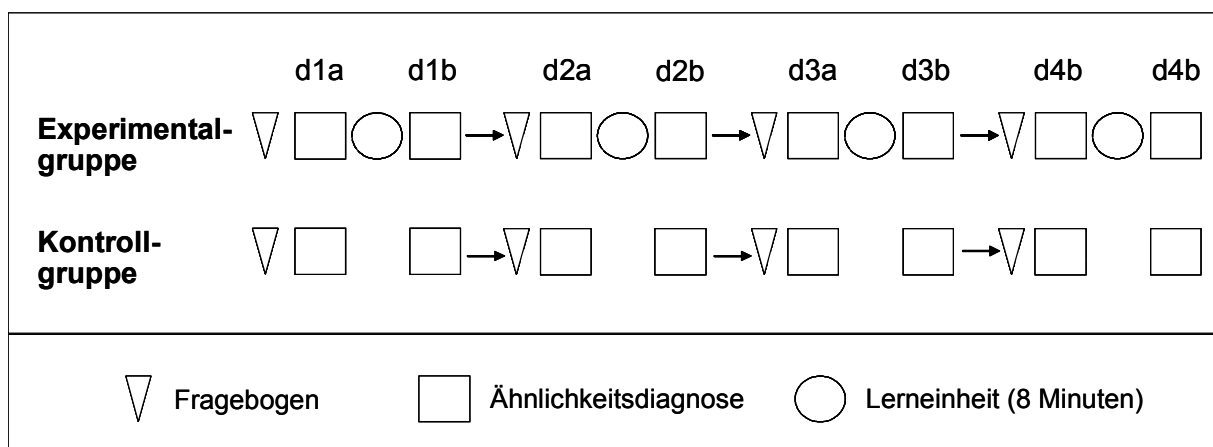 d1a d1b d2a d2b d3a d3b d4b d4b
Experimental-
gruppe
Kontroll-
gruppe
Fragebogen Ähnlichkeitsdiagnose Lerneinheit (8 Minuten)